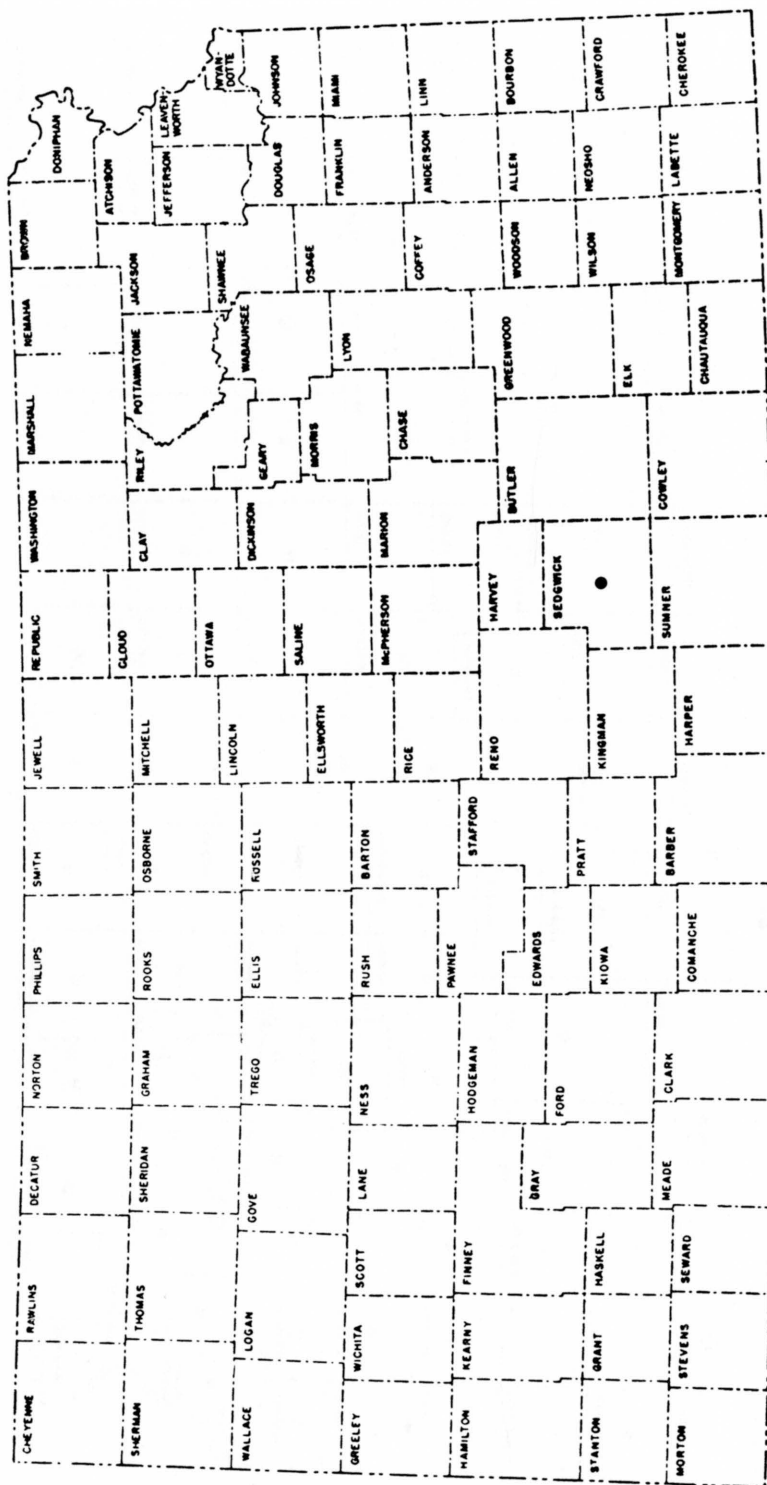 CHEYENNE
RAWLINS
DECATUR
NORTON
PHILLIPS
SMITH
JEWELL
REPUBLIC
WASHINGTON
MARSHALL
NEMAHA
BROWN
DONIPHAN
SHERMAN
THOMAS
SHERIDAN
GRAHAM
ROOKS
OSBORNE
MITCHELL
CLOUD
CLAY
RILEY
POTTAWATOMIE
JACKSON
ATCHISON
JEFFERSON
LEAVEN
WORTH
WYAN
DOTTE
WALLACE
LOGAN
GOVE
TREGO
ELLIS
RUSSELL
LINCOLN
OTTAWA
DICKINSON
GEARY
WABAUNSEE
SHAWNEE
DOUGLAS
JOHNSON
GREELEY
WICHITA
SCOTT
LANE
NESS
RUSH
BARTON
ELLSWORTH
SALINE
MORRIS
LYON
OSAGE
FRANKLIN
MIAMI
HAMILTON
KEARNY
FINNEY
HODGEMAN
PAWNEE
STAFFORD
RICE
McPHERSON
MARION
CHASE
COFFEY
ANDERSON
LINN
GRAY
FORD
EDWARDS
RENO
HARVEY
BUTLER
GREENWOOD
WOODSON
ALLEN
BOURBON
STANTON
GRANT
HASKELL
KIOWA
PRATT
KINGMAN
SEDGWICK
ELK
WILSON
NEOSHO
CRAWFORD
MORTON
STEVENS
SEWARD
MEADE
CLARK
COMANCHE
BARBER
HARPER
SUMNER
COWLEY
CHAUTAUQUA
MONTGOMERY
LABETTE
CHEROKEE